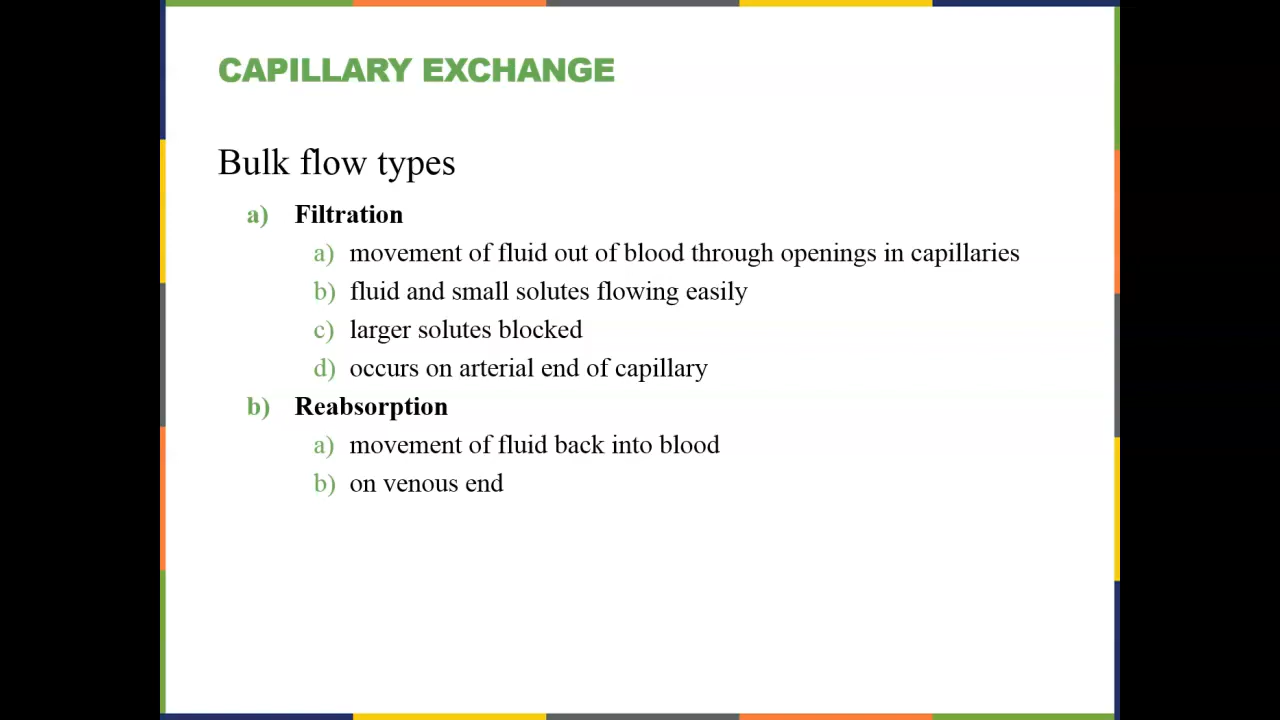 CAPILLARY EXCHANGE
Bulk flow types
a) Filtration
a) movement of fluid out of blood through openings in capillaries
b) fluid and small solutes flowing easily
c) larger solutes blocked
d) occurs on arterial end of capillary
b) Reabsorption
a) movement of fluid back into blood
b) on venous end